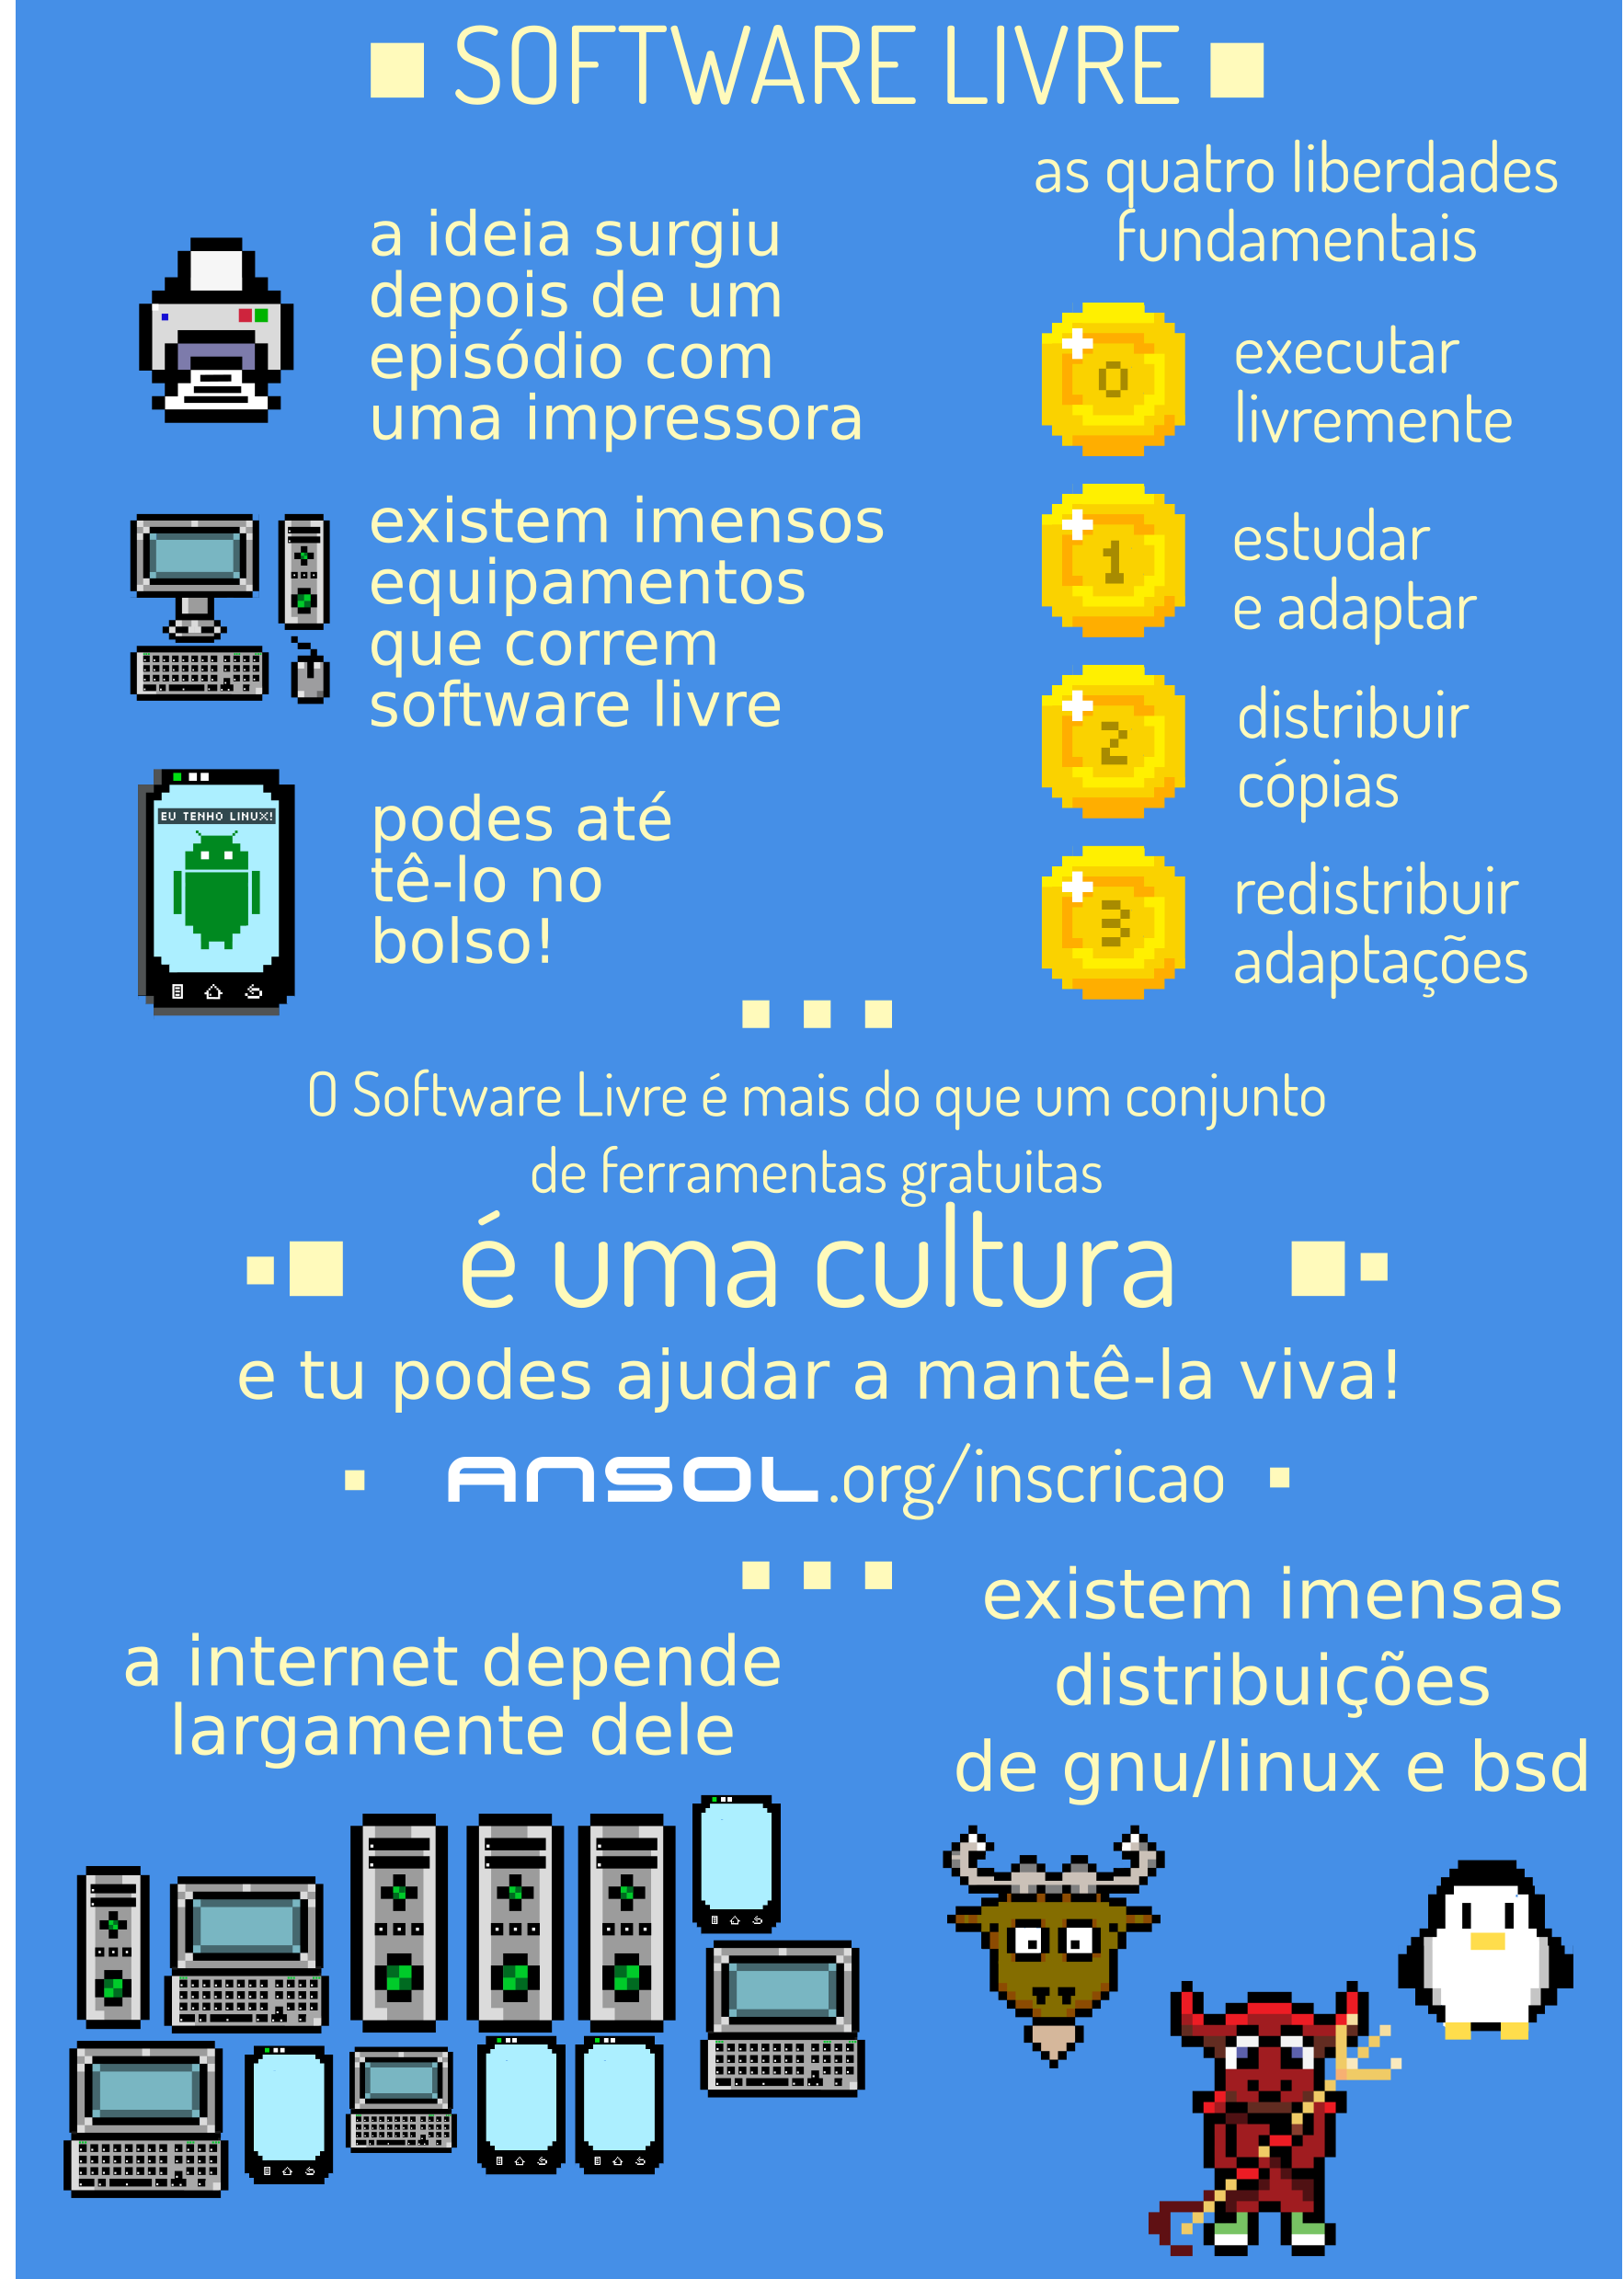 SOFTWARE LIVRE
a ideia surgiu
depois de um
episódio com
uma impressora
existem imensos
equipamentos
que correm
software livre
EU TENHO LINUX!
podes até
tê-lo no
bolso!
as quatro liberdades
fundamentais
0
executar
livremente
1
estudar
e adaptar
2
distribuir
cópias
3
redistribuir
adaptações
O Software Livre é mais do que um conjunto
de ferramentas gratuitas
é uma cultura
e tu podes ajudar a mantê-la viva!
ANSOL.org/inscricao
a internet depende
largamente dele
existem imensas
distribuições
de gnu/linux e bsd